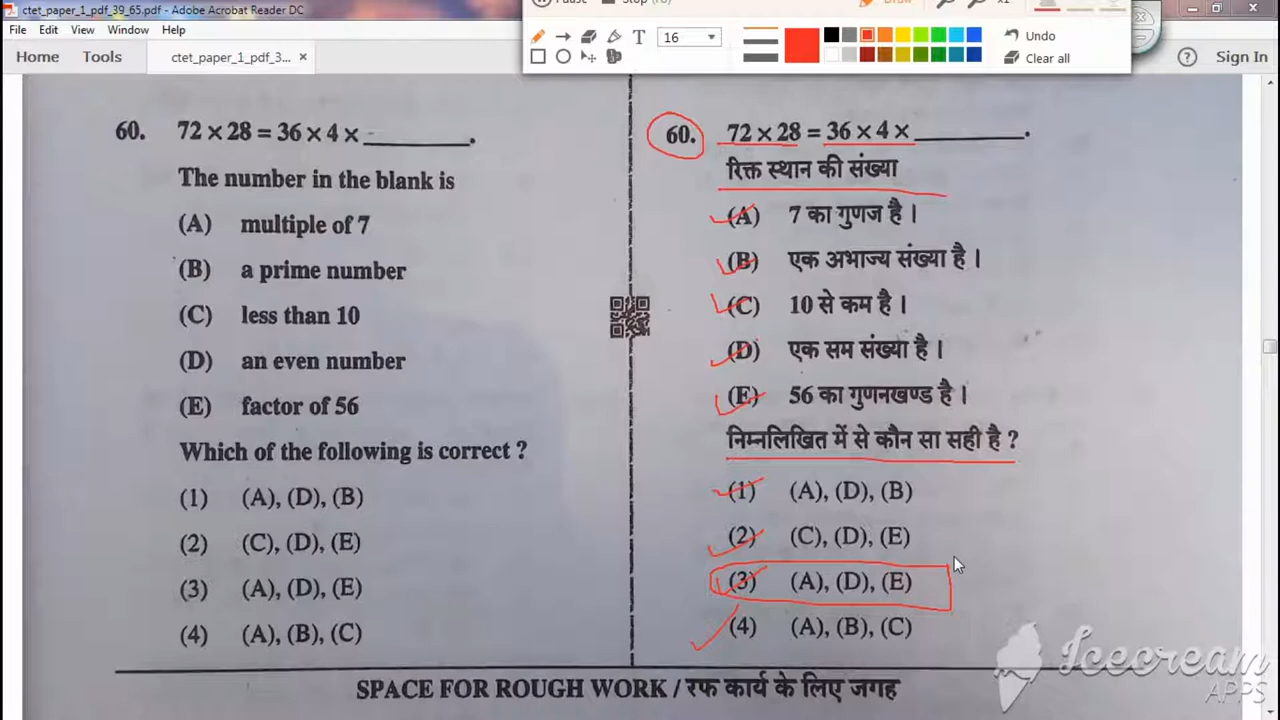 ctet_paper_1_pdf_39_65.pdf - Adobe Acrobat Reader DC
File Edit View Window Help
Home Tools ctet_paper_1_pdf_3... ×
T 16
Undo
Clear all
? Sign In
60. 72 × 28 = 36 × 4 × ________.
The number in the blank is
(A) multiple of 7
(B) a prime number
(C) less than 10
(D) an even number
(E) factor of 56
Which of the following is correct ?
(1) (A), (D), (B)
(2) (C), (D), (E)
(3) (A), (D), (E)
(4) (A), (B), (C)
60. 72 × 28 = 36 × 4 × ________.
रिक्त स्थान की संख्या
(A) 7 का गुणज है ।
(B) एक अभाज्य संख्या है ।
(C) 10 से कम है ।
(D) एक सम संख्या है ।
(E) 56 का गुणनखण्ड है ।
निम्नलिखित में से कौन सा सही है ?
(1) (A), (D), (B)
(2) (C), (D), (E)
(3) (A), (D), (E)
(4) (A), (B), (C)
SPACE FOR ROUGH WORK / रफ कार्य के लिए जगह
Icecream
APPS